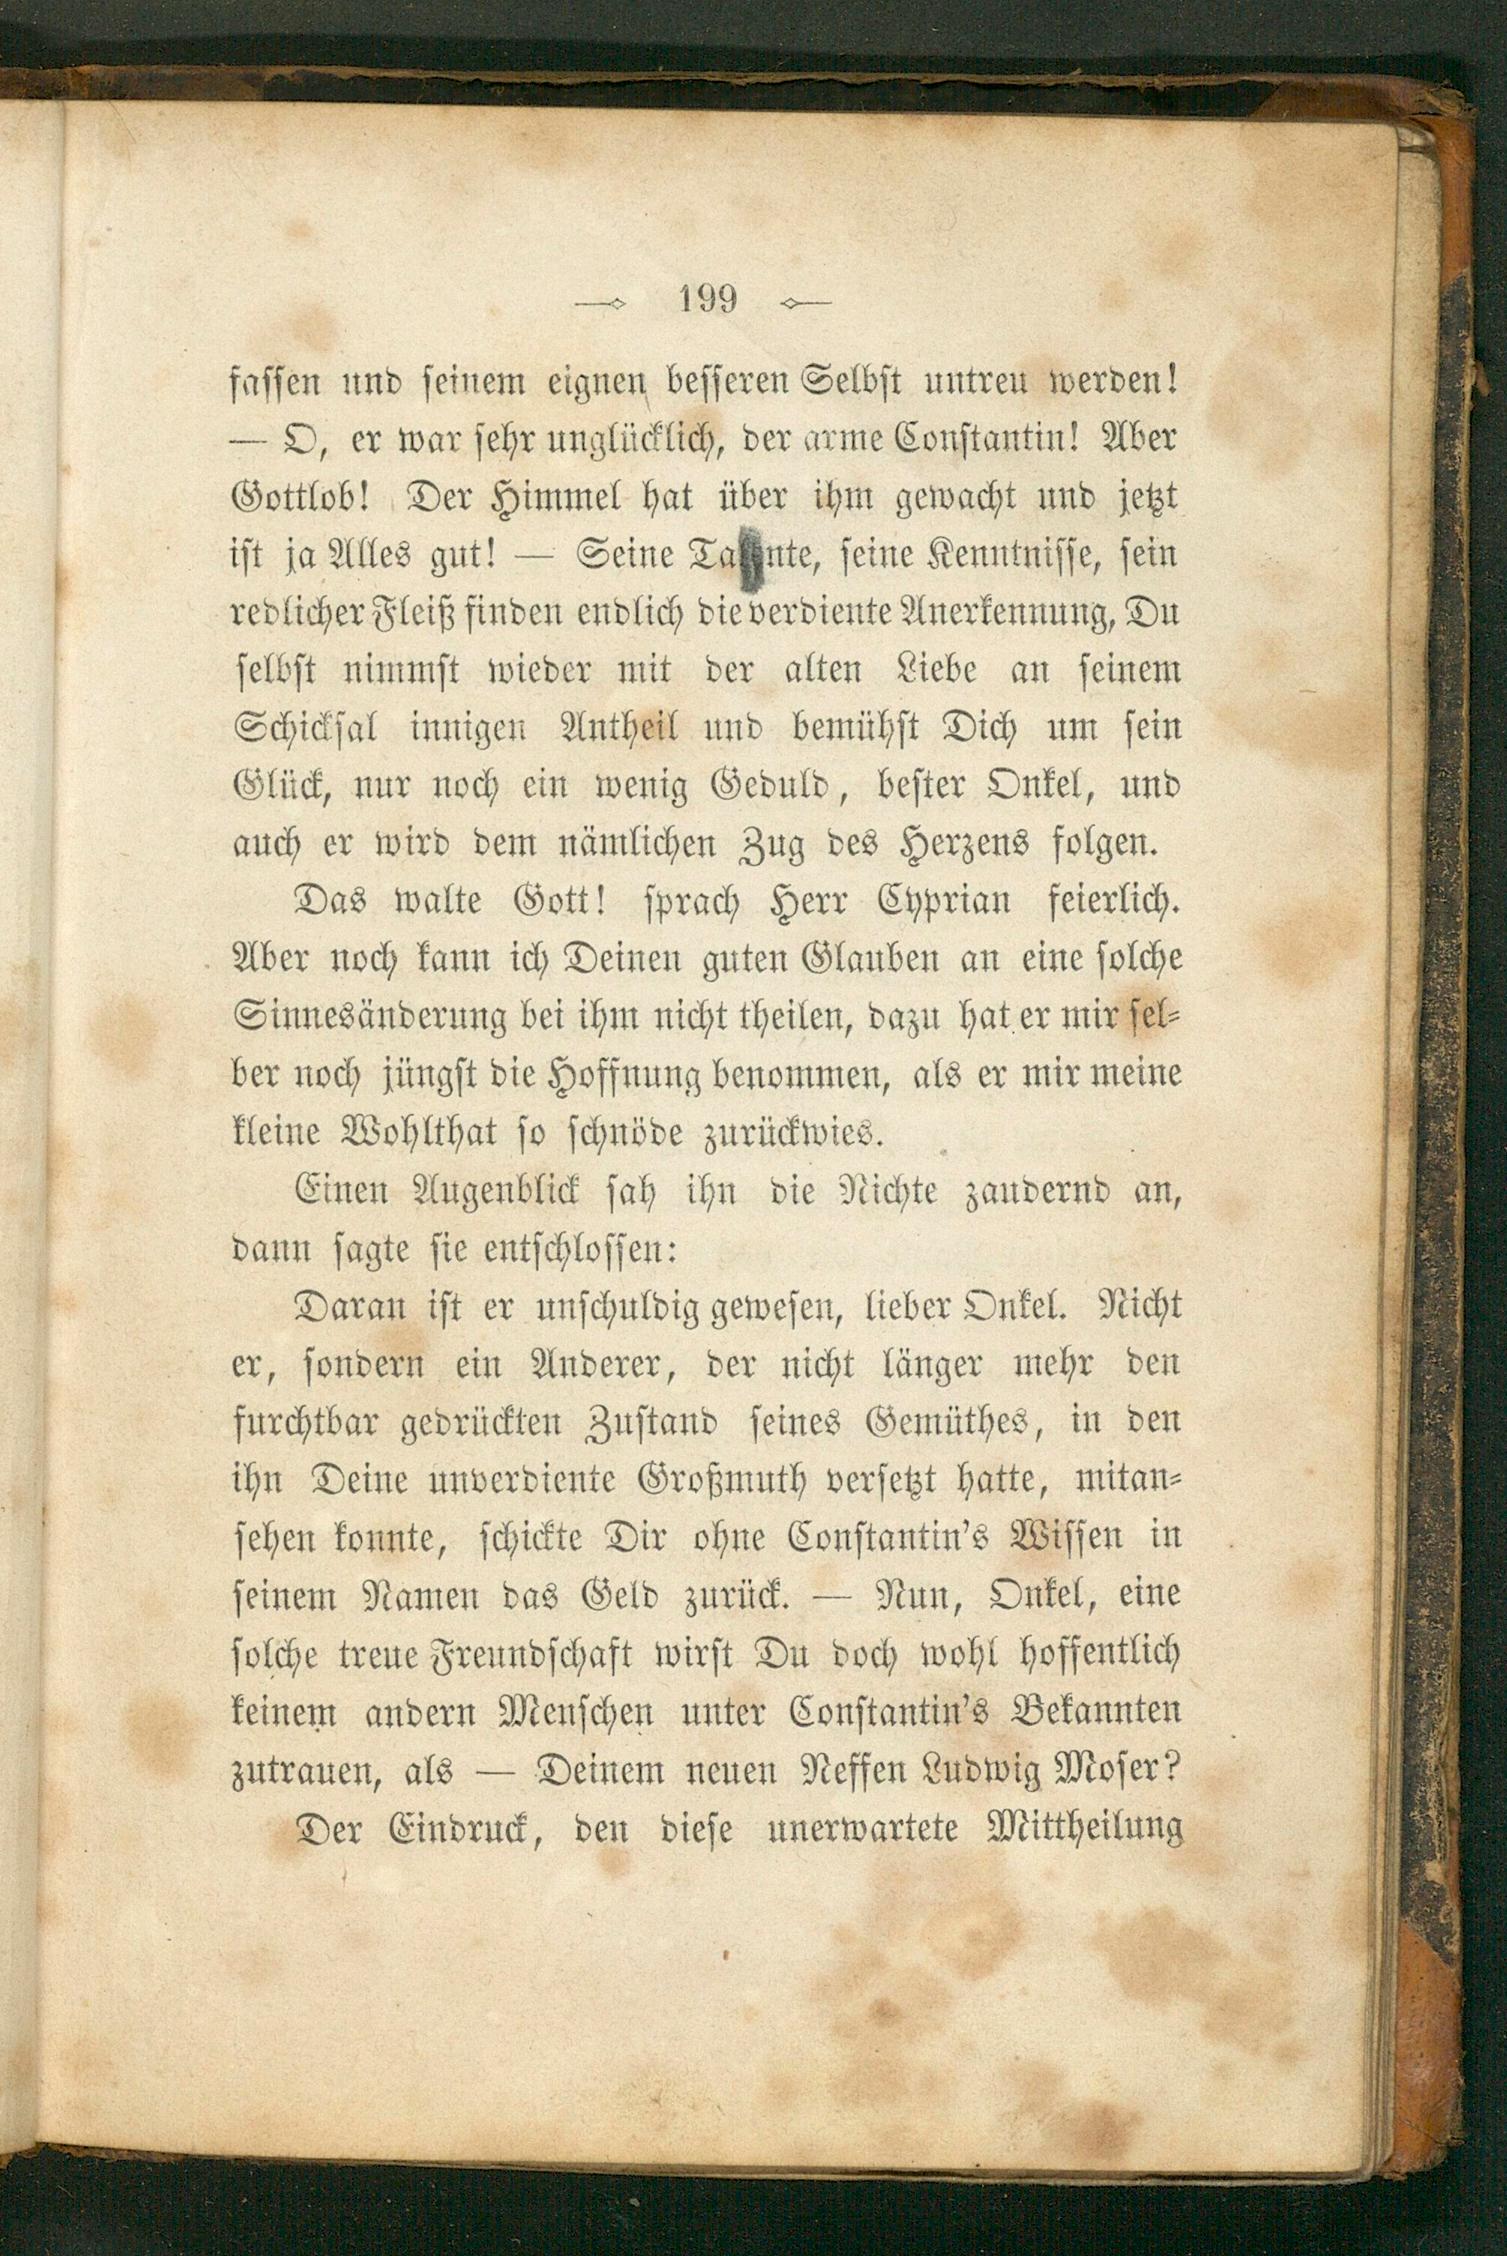 199
fassen und seinem eignen besseren Selbst untreu werden!
— O, er war sehr unglücklich, der arme Constantin! Aber
Gottlob! Der Himmel hat über ihm gewacht und jetzt
ist ja Alles gut! — Seine Talente, seine Kenntnisse, sein
redlicher Fleiß finden endlich die verdiente Anerkennung, Du
selbst nimmst wieder mit der alten Liebe an seinem
Schicksal innigen Antheil und bemühst Dich um sein
Glück, nur noch ein wenig Geduld, bester Onkel, und
auch er wird dem nämlichen Zug des Herzens folgen.
Das walte Gott! sprach Herr Cyprian feierlich.
Aber noch kann ich Deinen guten Glauben an eine solche
Sinnesänderung bei ihm nicht theilen, dazu hat er mir sel-
ber noch jüngst die Hoffnung benommen, als er mir meine
kleine Wohlthat so schnöde zurückwies.
Einen Augenblick sah ihn die Nichte zaudernd an,
dann sagte sie entschlossen:
Daran ist er unschuldig gewesen, lieber Onkel. Nicht
er, sondern ein Anderer, der nicht länger mehr den
furchtbar gedrückten Zustand seines Gemüthes, in den
ihn Deine unverdiente Großmuth versetzt hatte, mitan-
sehen konnte, schickte Dir ohne Constantin's Wissen in
seinem Namen das Geld zurück. — Nun, Onkel, eine
solche treue Freundschaft wirst Du doch wohl hoffentlich
keinem andern Menschen unter Constantin's Bekannten
zutrauen, als — Deinem neuen Neffen Ludwig Moser?
Der Eindruck, den diese unerwartete Mittheilung